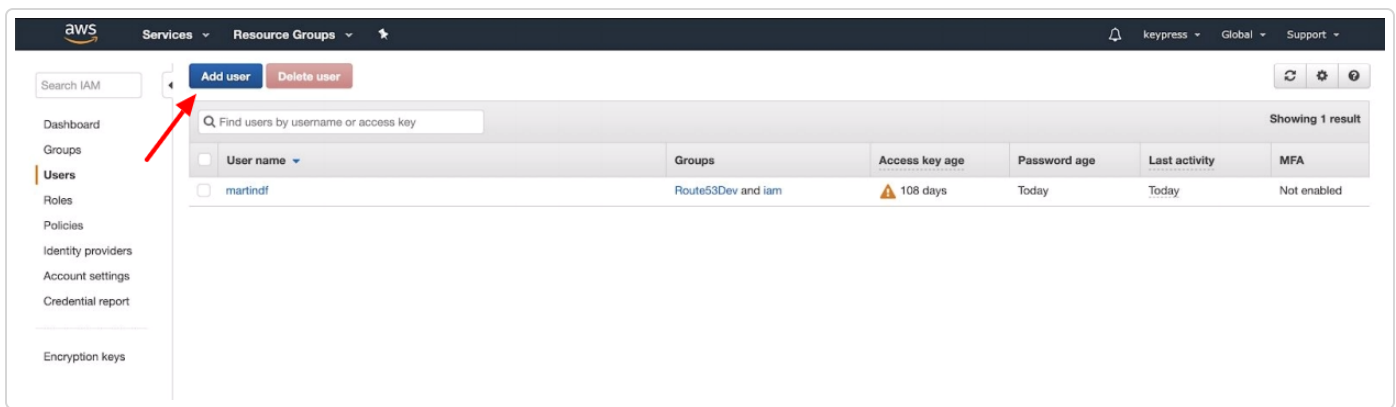 aws Services Resource Groups keypress Global Support
Search IAM
Add user Delete user
Find users by username or access key
Showing 1 result
Dashboard
Groups
Users
Roles
Policies
Identity providers
Account settings
Credential report
Encryption keys
User name Groups Access key age Password age Last activity MFA
martindf Route53Dev and iam 108 days Today Today Not enabled